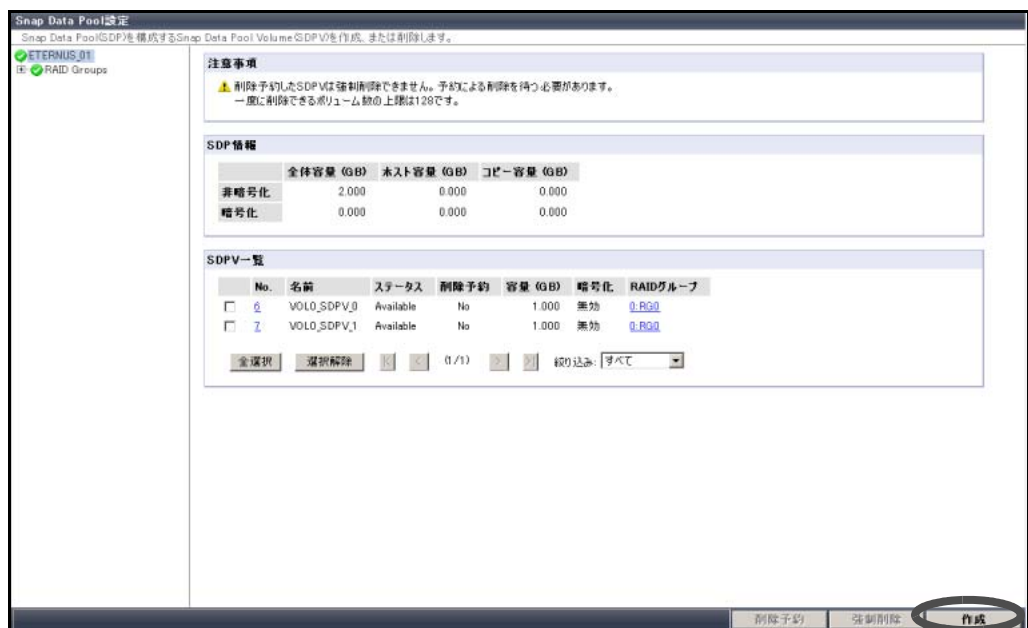 Snap Data Pool設定
Snap Data Pool(SDP)を構成するSnap Data Pool Volume(SDPV)を作成、または削除します。
ETERNUS_01
RAID Groups
注意事項
削除予約したSDPVは強制削除できません。予約による削除を待つ必要があります。
一度に削除できるボリューム数の上限は128です。
SDP情報
全体容量 (GB) ホスト容量 (GB) コピー容量 (GB)
非暗号化 2.000 0.000 0.000
暗号化 0.000 0.000 0.000
SDPV一覧
No. 名前 ステータス 削除予約 容量 (GB) 暗号化 RAIDグループ
6 VOL0_SDPV_0 Available No 1.000 無効 0:RG0
7 VOL0_SDPV_1 Available No 1.000 無効 0:RG0
全選択 選択解除 |< < (1/1) > >| 絞り込み: すべて
削除予約 強制削除 作成